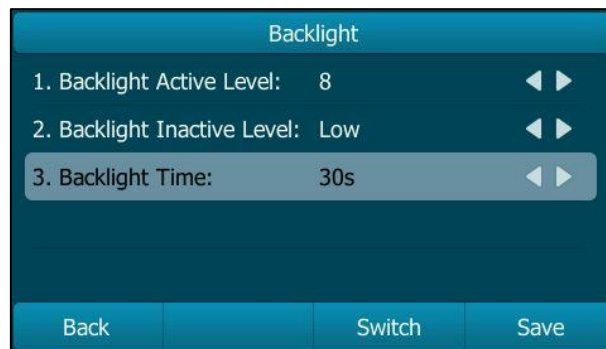 Backlight
1. Backlight Active Level: 8
2. Backlight Inactive Level: Low
3. Backlight Time: 30s
Back Switch Save